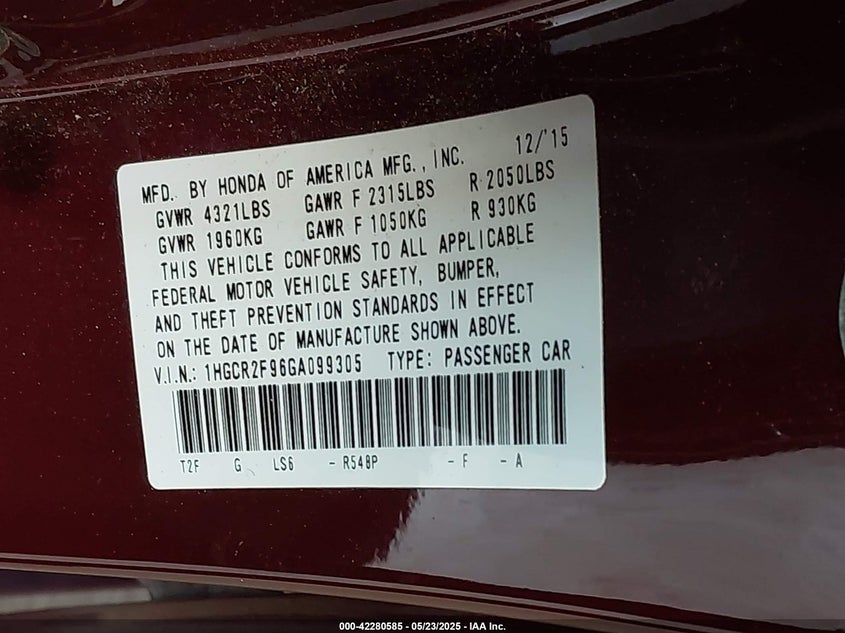 MFD. BY HONDA OF AMERICA MFG., INC. 12/'15
GVWR 4321LBS GAWR F 2315LBS R 2050LBS
GVWR 1960KG GAWR F 1050KG R 930KG
THIS VEHICLE CONFORMS TO ALL APPLICABLE
FEDERAL MOTOR VEHICLE SAFETY, BUMPER,
AND THEFT PREVENTION STANDARDS IN EFFECT
ON THE DATE OF MANUFACTURE SHOWN ABOVE.
V.I.N.: 1HGCR2F96GA099305 TYPE: PASSENGER CAR
T2F G LS6 - R548P - F - A
000-42280585 - 05/23/2025 - IAA Inc.